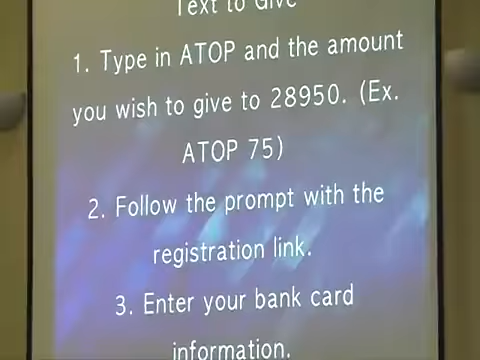 Text to Give
1. Type in ATOP and the amount
you wish to give to 28950. (Ex.
ATOP 75)
2. Follow the prompt with the
registration link.
3. Enter your bank card
information.